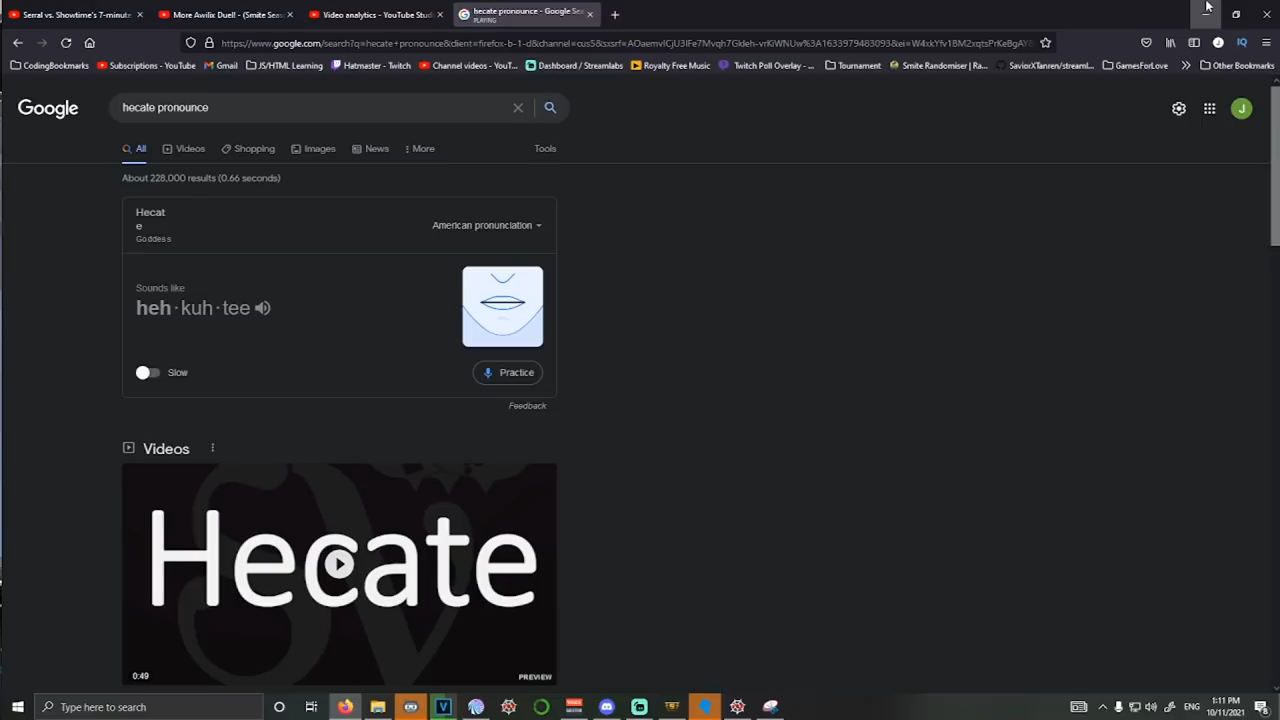 Serral vs. Showtime's 7-minute
More Awilix Duel! - (Smite Seas
Video analytics - YouTube Studio
hecate pronounce - Google Sea
PLAYING
CodingBookmarks
Subscriptions - YouTube
Gmail
JS/HTML Learning
Hatmaster - Twitch
Channel videos - YouT...
Dashboard / Streamlabs
Royalty Free Music
Twitch Poll Overlay - ...
Tournament
Smite Randomiser | Ra...
SaviorXTanren/streaml...
GamesForLove
Other Bookmarks
Google
hecate pronounce
J
All
Videos
Shopping
Images
News
More
Tools
About 228,000 results (0.66 seconds)
Hecat
e
Goddess
American pronunciation
Sounds like
heh·kuh·tee
Slow
Practice
Feedback
Videos
Hecate
0:49
PREVIEW
Type here to search
ENG
1:11 PM
10/11/2021